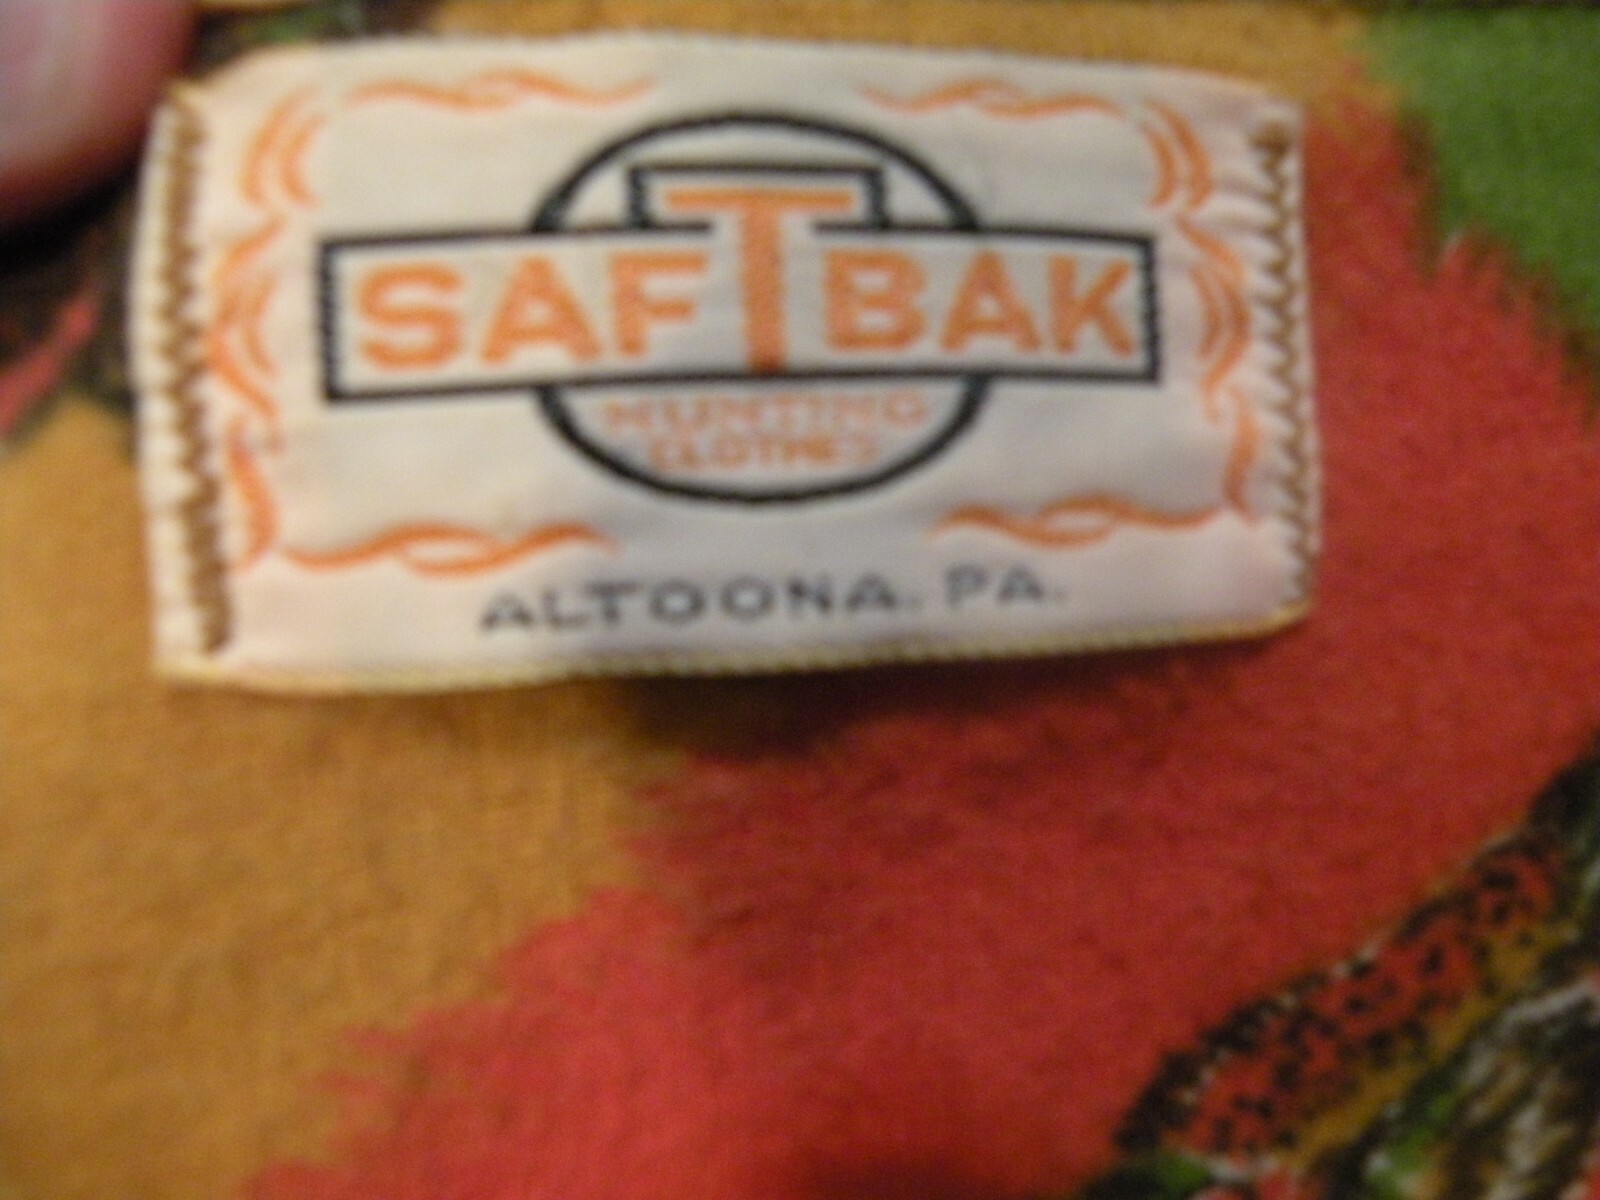 SAFTBAK
HUNTING
CLOTHES
ALTOONA, PA.